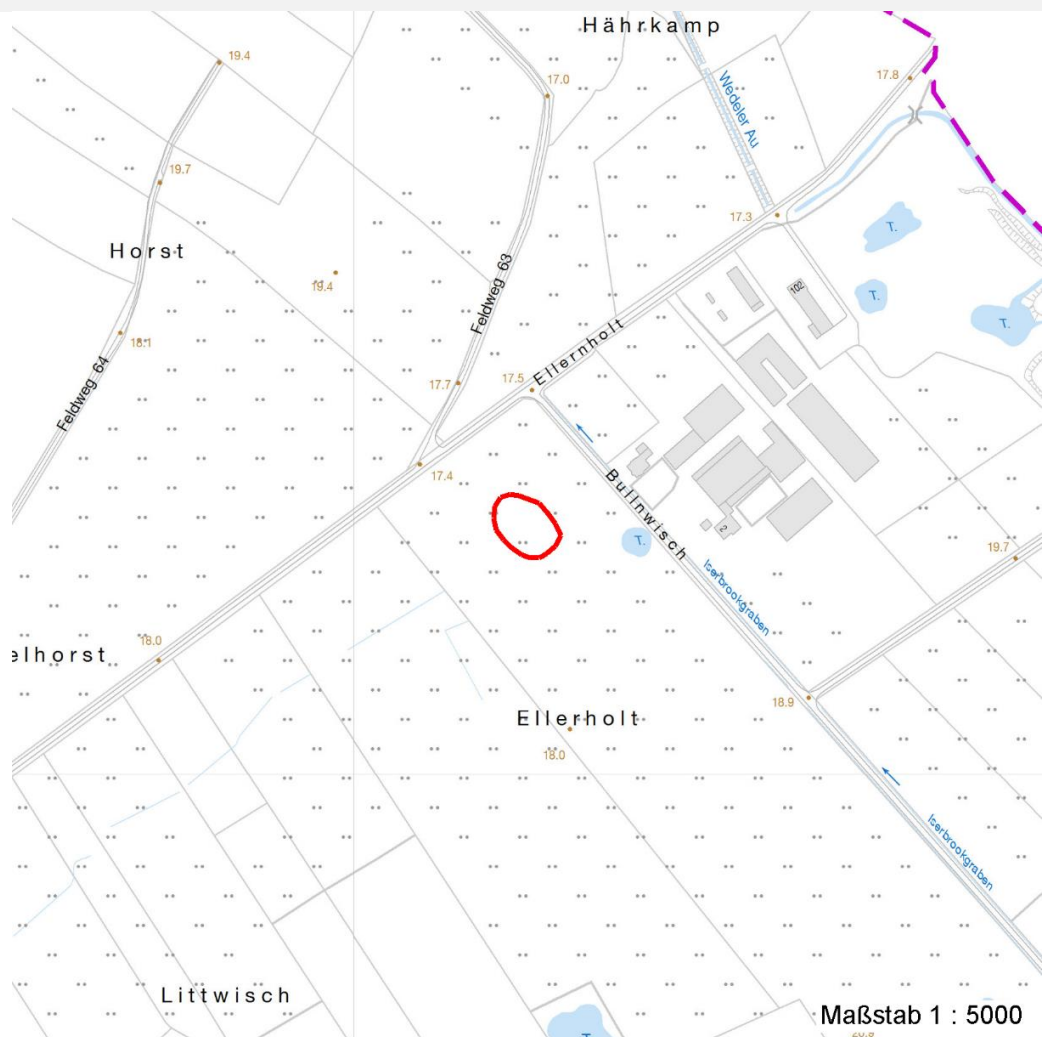 Hährkamp
19.4
17.0
17.8
Wedeler Au
19.7
17.3
Horst
T.
19.4
Feldweg 63
102
T.
T.
18.1
Ellernholt
Feldweg 64
17.7
17.5
17.4
Bullnwisch
2
T.
19.7
Iserbrookgraben
18.0
elhorst
18.9
Ellerholt
18.0
Iserbrookgraben
Littwisch
Maßstab 1 : 5000